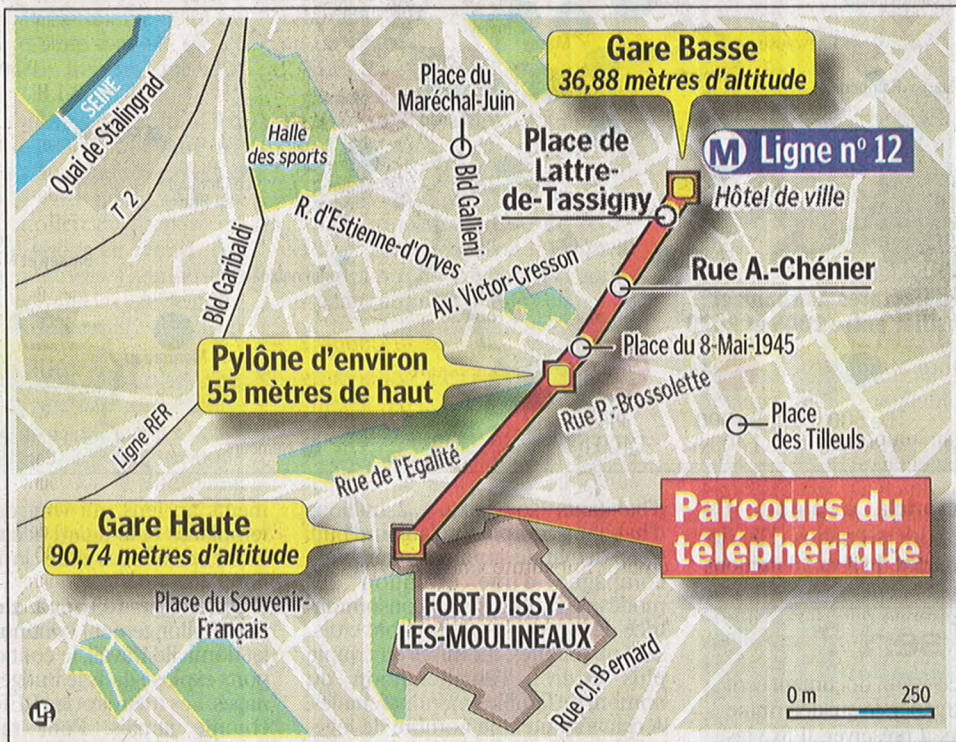 SEINE
Quai de Stalingrad
T 2
Halle
des sports
Place du
Maréchal-Juin
Bld Gallieni
Gare Basse
36,88 mètres d'altitude
M Ligne nº 12
Hôtel de ville
Place de
Lattre-
de-Tassigny
R. d'Estienne-d'Orves
Av. Victor-Cresson
Bld Garibaldi
Rue A.-Chénier
Pylône d'environ
55 mètres de haut
Place du 8-Mai-1945
Rue P.-Brossolette
Place
des Tilleuls
Ligne RER
Rue de l'Egalité
Gare Haute
90,74 mètres d'altitude
Parcours du
téléphérique
Place du Souvenir-
Français
FORT D'ISSY-
LES-MOULINEAUX
Rue Cl.-Bernard
0 m 250
LP